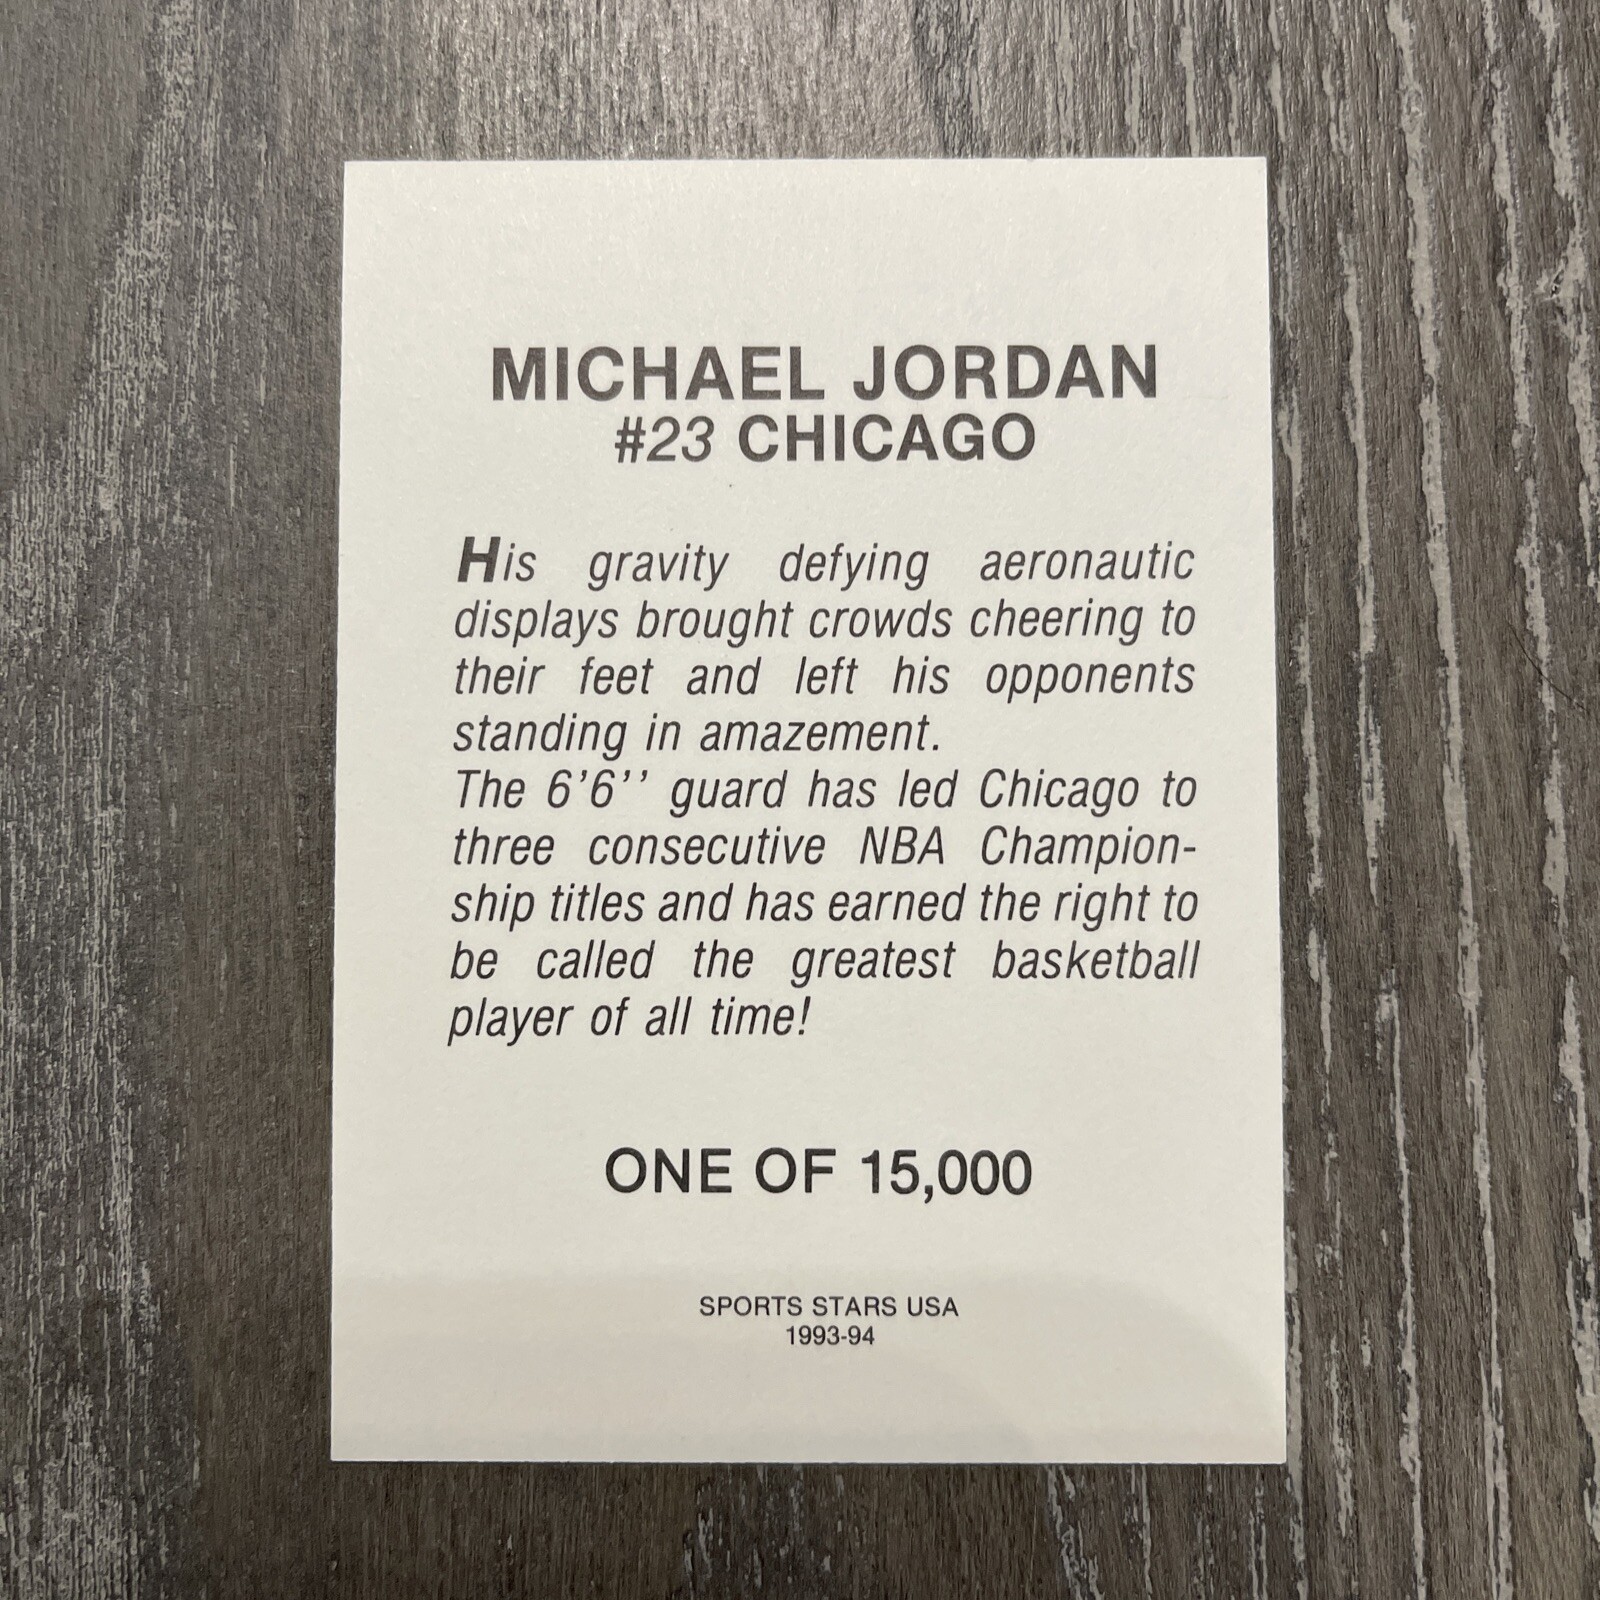 MICHAEL JORDAN
#23 CHICAGO
His gravity defying aeronautic
displays brought crowds cheering to
their feet and left his opponents
standing in amazement.
The 6'6'' guard has led Chicago to
three consecutive NBA Champion-
ship titles and has earned the right to
be called the greatest basketball
player of all time!
ONE OF 15,000
SPORTS STARS USA
1993-94